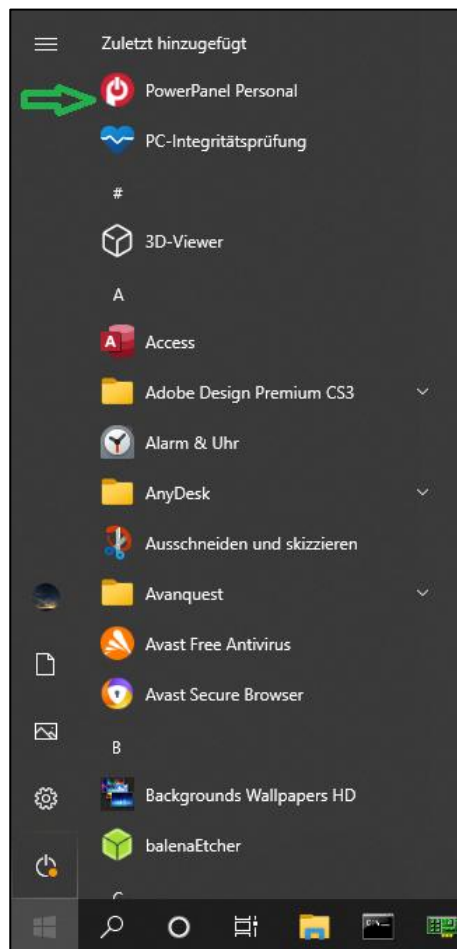 Zuletzt hinzugefügt
PowerPanel Personal
PC-Integritätsprüfung
#
3D-Viewer
A
Access
Adobe Design Premium CS3
Alarm & Uhr
AnyDesk
Ausschneiden und skizzieren
Avanquest
Avast Free Antivirus
Avast Secure Browser
B
Backgrounds Wallpapers HD
balenaEtcher